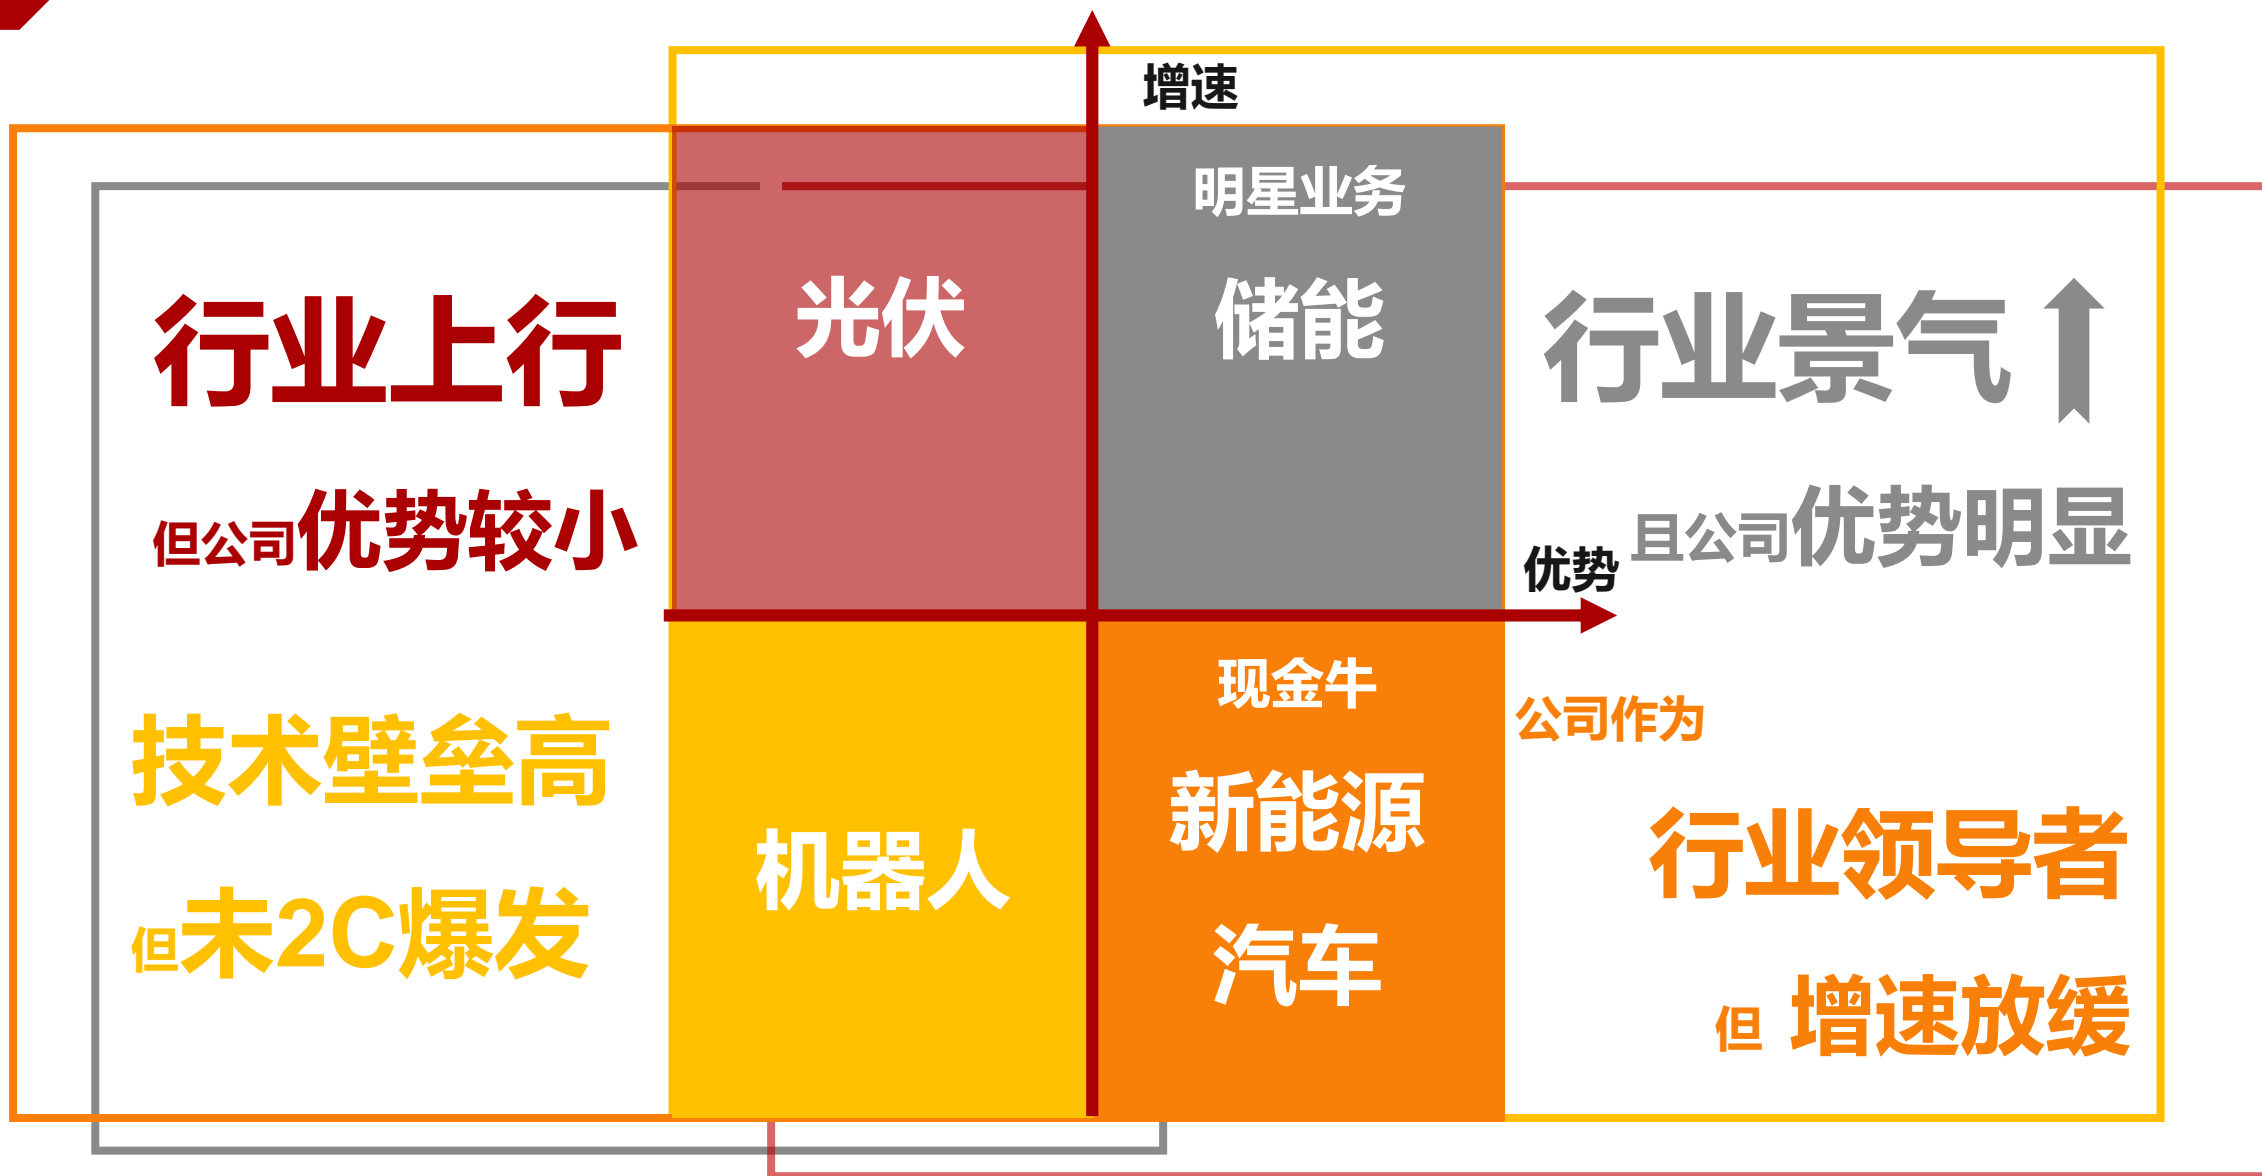 增速
明星业务
光伏
储能
行业上行
行业景气
但公司优势较小
优势
且公司优势明显
现金牛
公司作为
技术壁垒高
新能源
机器人
行业领导者
但未2C爆发
汽车
但 增速放缓